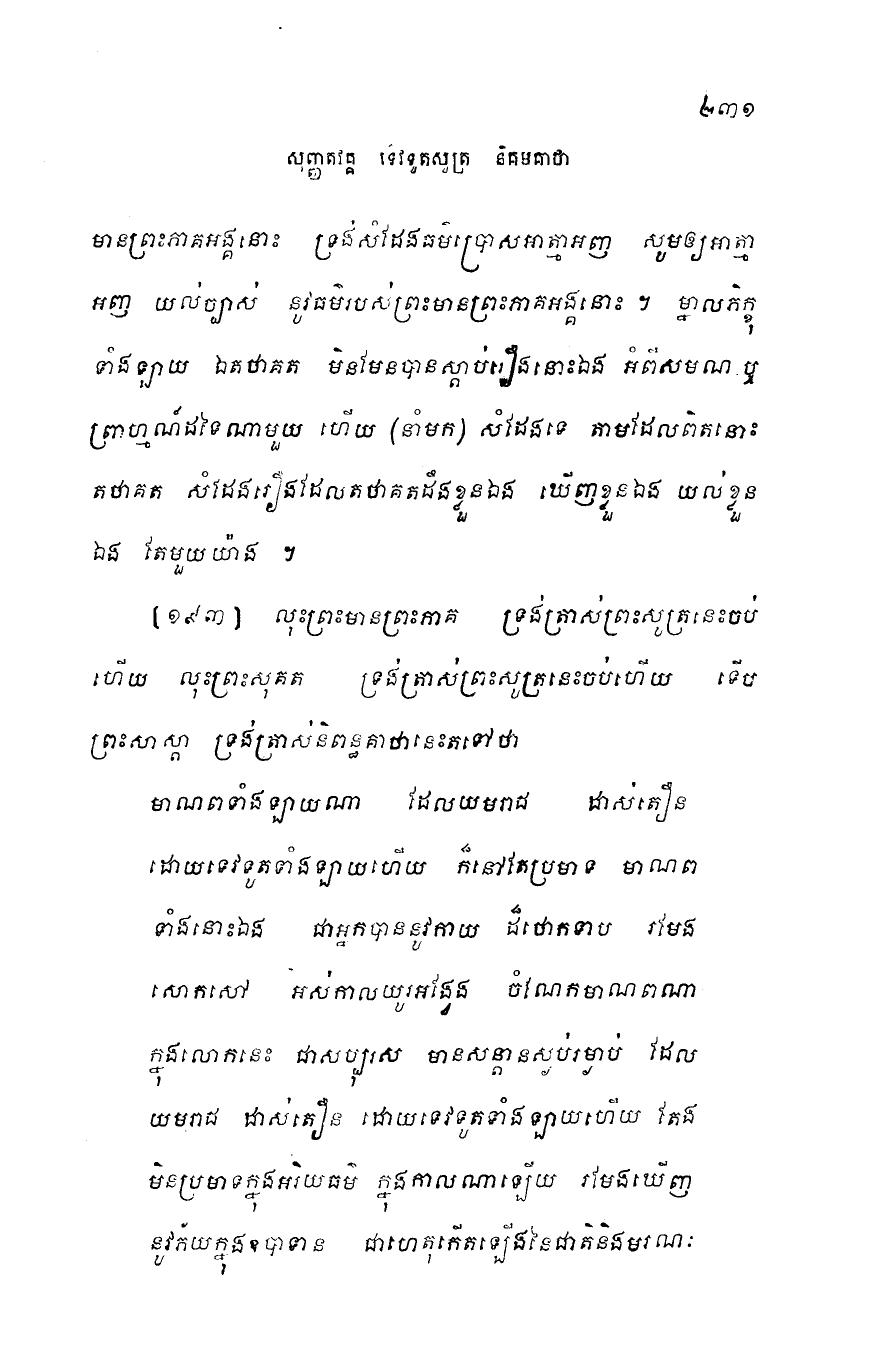 ២៣១
សុញ្ញតវគ្គ ទេវទូតសូត្រ និគមគាថា
មានព្រះភាគអង្គនោះ ទ្រង់សំដែងធម៌ប្រោសអាត្មាអញ សូមឲ្យអាត្មា
អញ យល់ច្បាស់ នូវធម៌របស់ព្រះមានព្រះភាគអង្គនោះ ។ ម្នាលភិក្ខុ
ទាំងឡាយ ឯតថាគត មិនមែនបានស្តាប់រឿងនោះឯង អំពីសមណ ឬ
ព្រាហ្មណ៍ដទៃណាមួយ ហើយ (នាំមក) សំដែងទេ តាមដែលពិតនោះ
តថាគត សំដែងរឿងដែលតថាគតដឹងខ្លួនឯង ឃើញខ្លួនឯង យល់ខ្លួន
ឯង តែមួយយ៉ាង ។
[១៩៣] លុះព្រះមានព្រះភាគ ទ្រង់ត្រាស់ព្រះសូត្រនេះចប់
ហើយ លុះព្រះសុគត ទ្រង់ត្រាស់ព្រះសូត្រនេះចប់ហើយ ទើប
ព្រះសាស្តា ទ្រង់ត្រាស់និពន្ធគាថានេះតទៅថា
មាណពទាំងឡាយណា ដែលយមរាជ ដាស់តឿន
ដោយទេវទូតទាំងឡាយហើយ ក៏នៅតែប្រមាទ មាណព
ទាំងនោះឯង ជាអ្នកបាននូវកាយ ដ៏ថោកទាប រមែង
សោកសៅ អស់កាលយូរអង្វែង ចំណែកមាណពណា
ក្នុងលោកនេះ ជាសប្បុរស មានសន្តានស្ងប់រម្ងាប់ ដែល
យមរាជ ដាស់តឿន ដោយទេវទូតទាំងឡាយហើយ តែង
មិនប្រមាទក្នុងអរិយធម៌ ក្នុងកាលណាឡើយ រមែងឃើញ
នូវភ័យក្នុងឧបាទាន ជាហេតុកើតឡើងនៃជាតិនិងមរណៈ